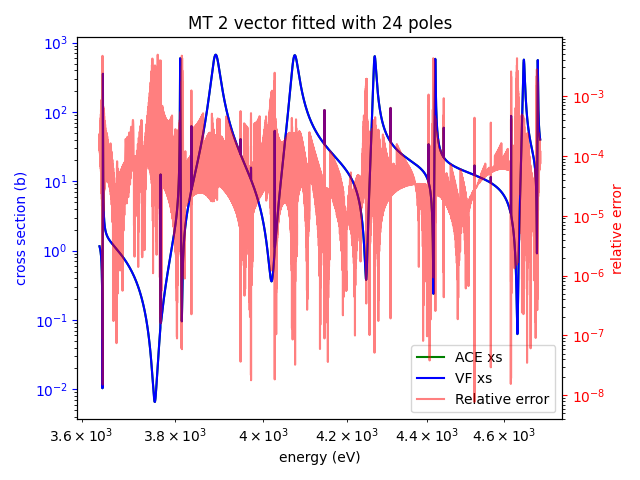 MT 2 vector fitted with 24 poles
cross section (b)
10³
10²
10¹
10⁰
10⁻¹
10⁻²
10⁻³
10⁻⁴
10⁻⁵
10⁻⁶
10⁻⁷
10⁻⁸
relative error
ACE xs
VF xs
Relative error
3.6 × 10³ 3.8 × 10³ 4 × 10³ 4.2 × 10³ 4.4 × 10³ 4.6 × 10³
energy (eV)